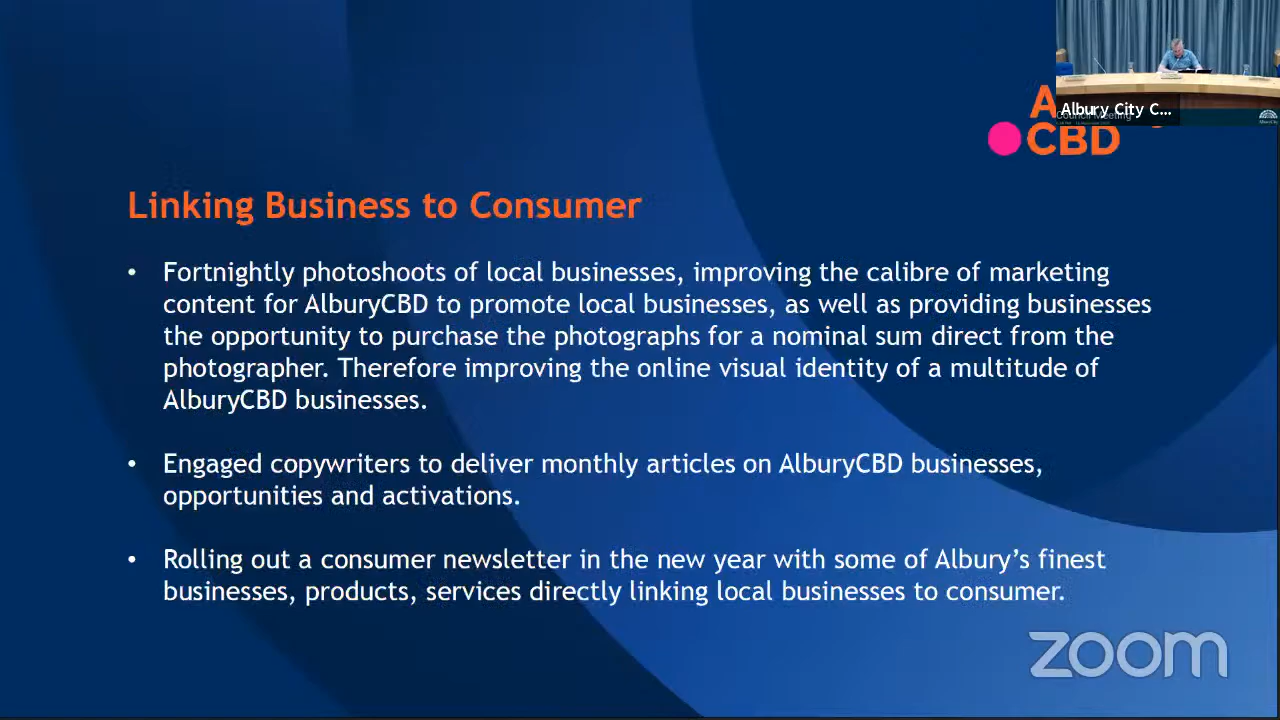 Albury City C...
Council Meeting
A
CBD
Linking Business to Consumer
• Fortnightly photoshoots of local businesses, improving the calibre of marketing
content for AlburyCBD to promote local businesses, as well as providing businesses
the opportunity to purchase the photographs for a nominal sum direct from the
photographer. Therefore improving the online visual identity of a multitude of
AlburyCBD businesses.
• Engaged copywriters to deliver monthly articles on AlburyCBD businesses,
opportunities and activations.
• Rolling out a consumer newsletter in the new year with some of Albury’s finest
businesses, products, services directly linking local businesses to consumer.
zoom